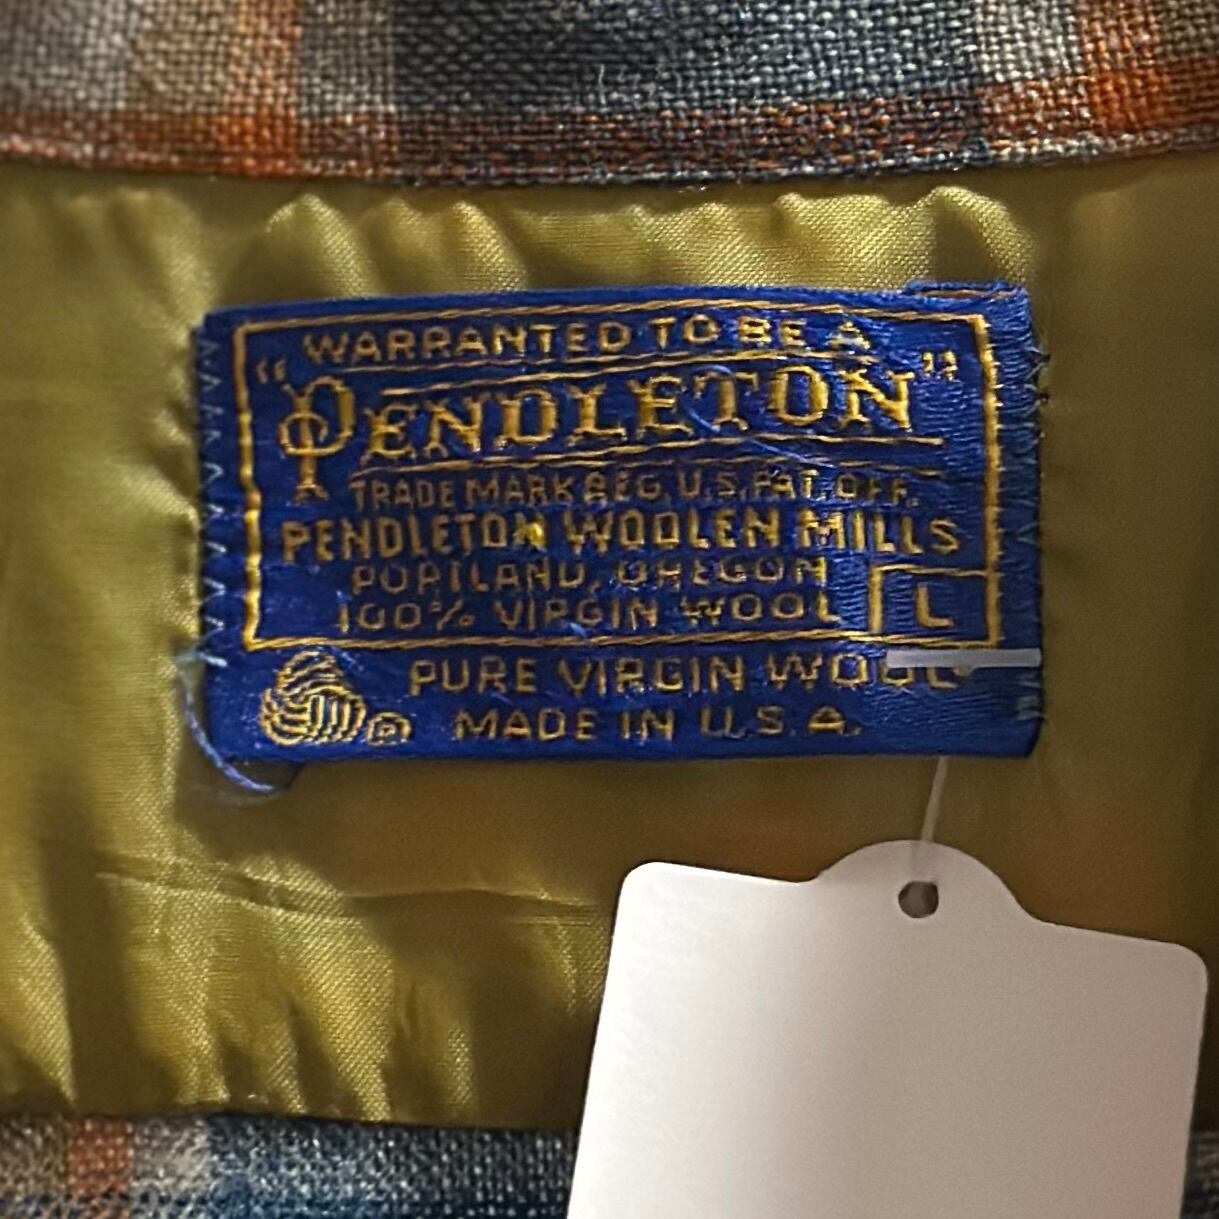 WARRANTED TO BE A
"PENDLETON"
TRADE MARK REG. U.S. PAT. OFF.
PENDLETON WOOLEN MILLS
PORTLAND, OREGON
100% VIRGIN WOOL
L
PURE VIRGIN WOOL
®
MADE IN U.S.A.